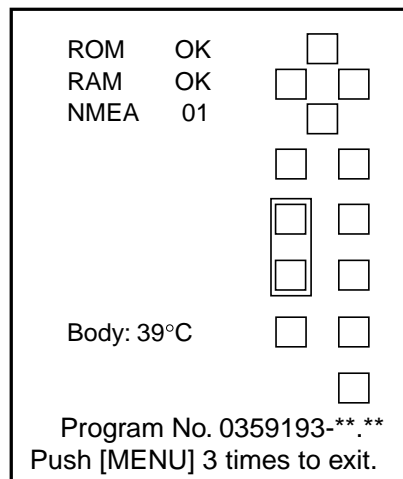 ROM OK
RAM OK
NMEA 01
Body: 39°C
Program No. 0359193-**.**
Push [MENU] 3 times to exit.